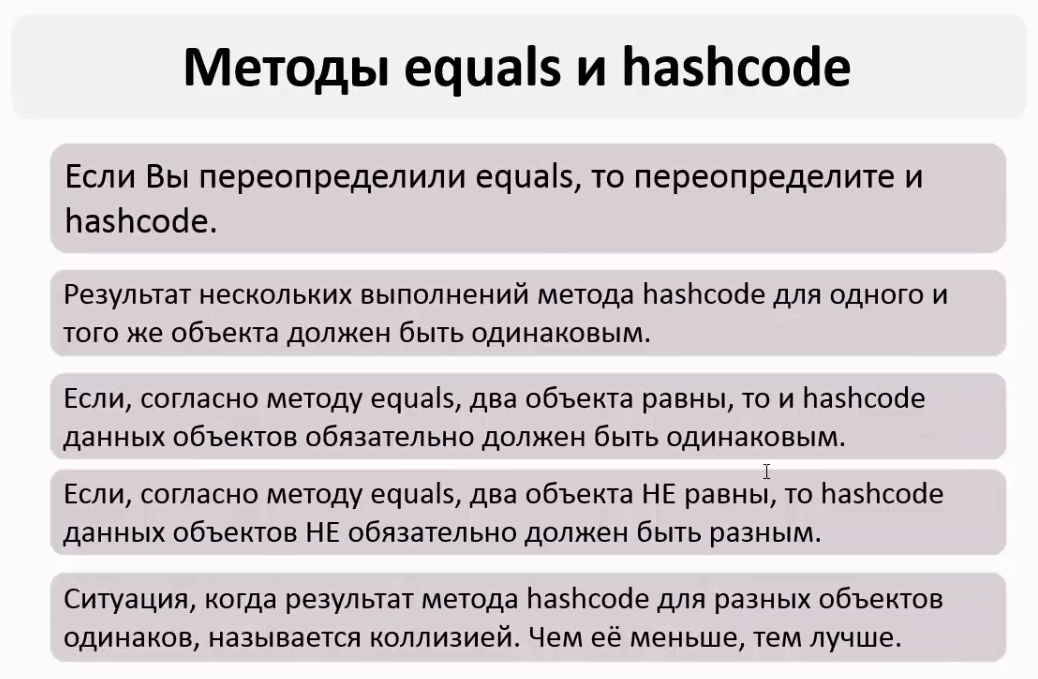 Методы equals и hashcode
Если Вы переопределили equals, то переопределите и
hashcode.
Результат нескольких выполнений метода hashcode для одного и
того же объекта должен быть одинаковым.
Если, согласно методу equals, два объекта равны, то и hashcode
данных объектов обязательно должен быть одинаковым.
Если, согласно методу equals, два объекта НЕ равны, то hashcode
данных объектов НЕ обязательно должен быть разным.
Ситуация, когда результат метода hashcode для разных объектов
одинаков, называется коллизией. Чем её меньше, тем лучше.